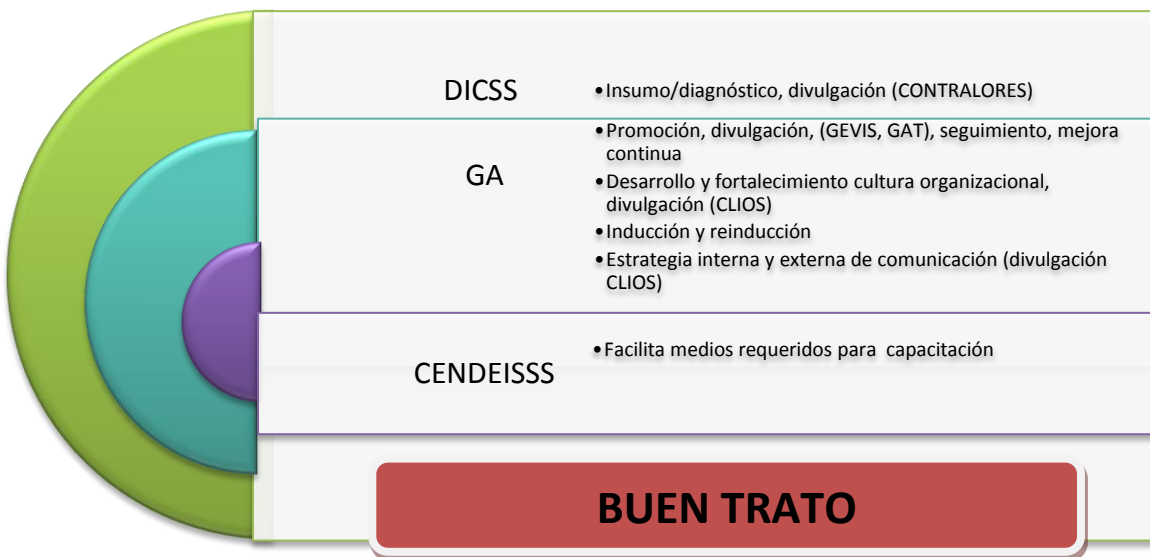 DICSS
•Insumo/diagnóstico, divulgación (CONTRALORES)
GA
•Promoción, divulgación, (GEVIS, GAT), seguimiento, mejora
continua
•Desarrollo y fortalecimiento cultura organizacional,
divulgación (CLIOS)
•Inducción y reinducción
•Estrategia interna y externa de comunicación (divulgación
CLIOS)
CENDEISSS
•Facilita medios requeridos para capacitación
BUEN TRATO